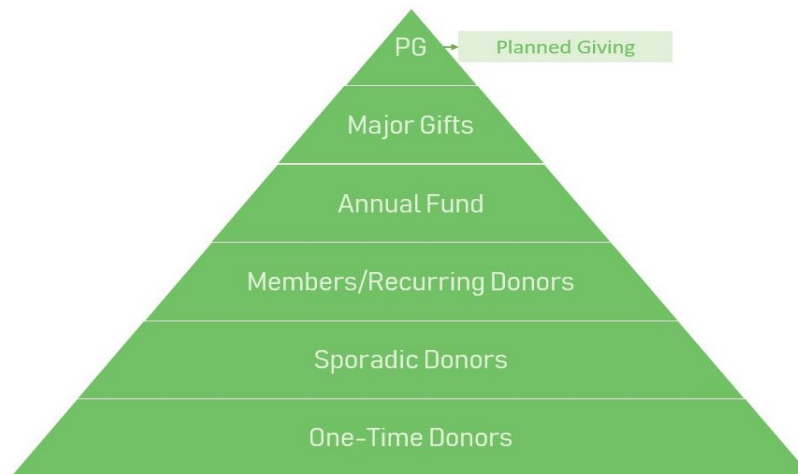 PG
Planned Giving
Major Gifts
Annual Fund
Members/Recurring Donors
Sporadic Donors
One-Time Donors